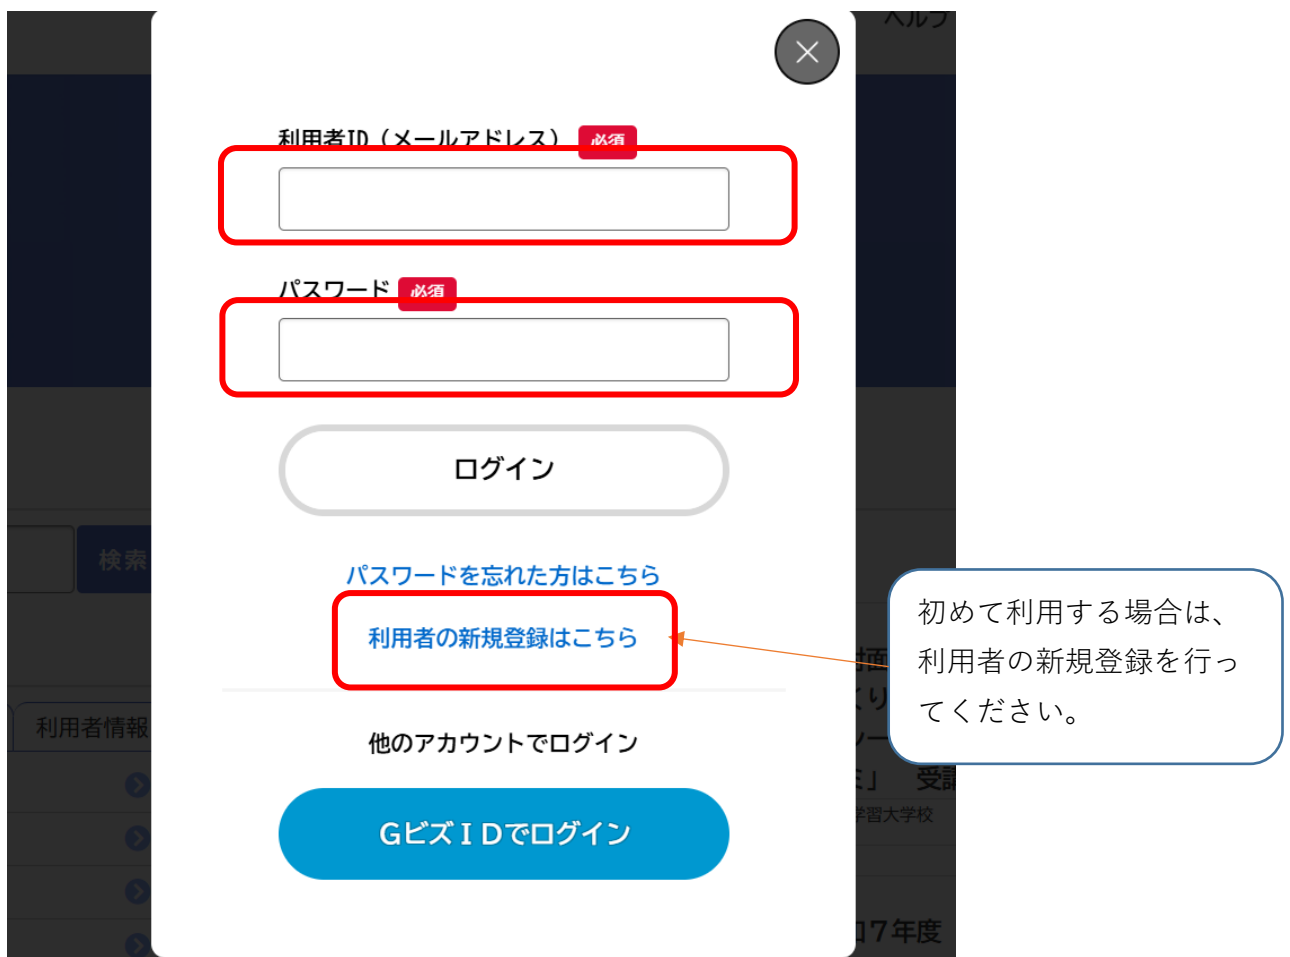 ヘルプ
利用者ID（メールアドレス） 必須
パスワード 必須
ログイン
検索
パスワードを忘れた方はこちら
利用者の新規登録はこちら
初めて利用する場合は、
利用者の新規登録を行っ
てください。
利用者情報
他のアカウントでログイン
GビズＩＤでログイン
」 受講
学習大学校
７年度